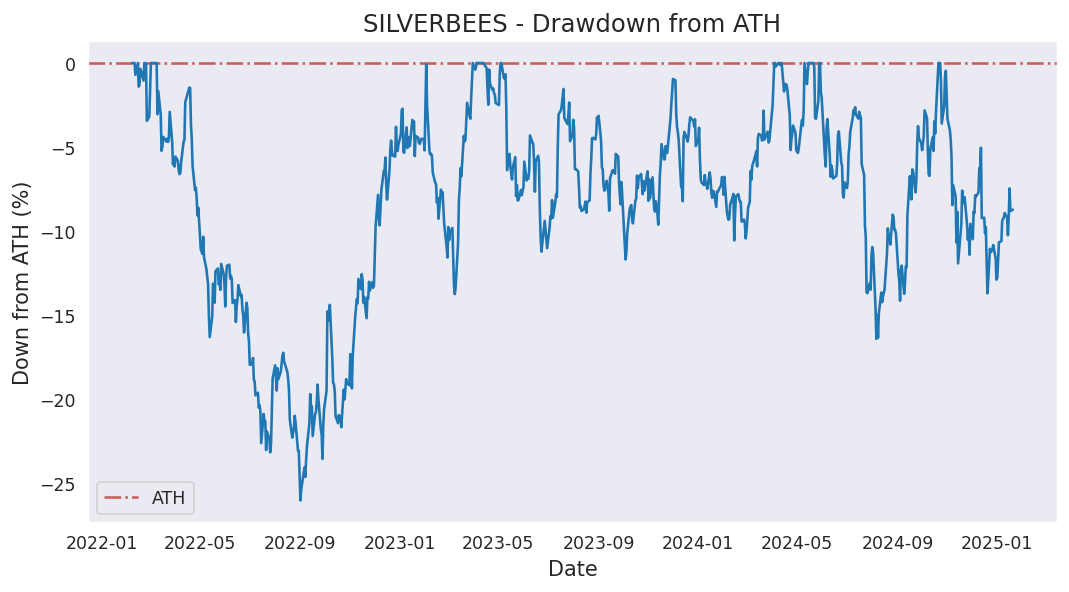 SILVERBEES - Drawdown from ATH
Down from ATH (%)
0
−5
−10
−15
−20
−25
ATH
2022-01 2022-05 2022-09 2023-01 2023-05 2023-09 2024-01 2024-05 2024-09 2025-01
Date